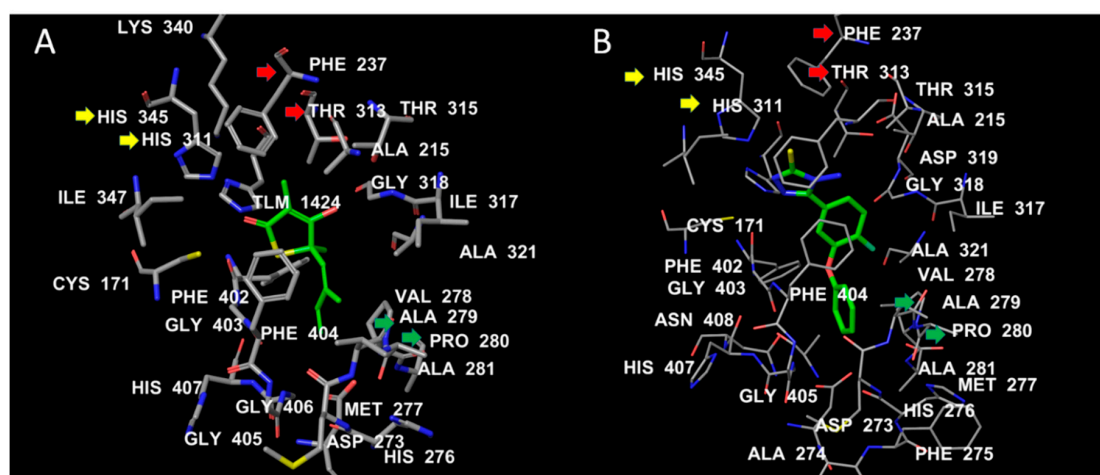 A
LYS 340
PHE 237
HIS 345
THR 313
THR 315
HIS 311
ALA 215
GLY 318
ILE 347
TLM 1424
ILE 317
ALA 321
CYS 171
PHE 402
VAL 278
GLY 403
PHE 404
ALA 279
PRO 280
ALA 281
HIS 407
GLY 406
MET 277
GLY 405
ASP 273
HIS 276
B
PHE 237
HIS 345
THR 313
THR 315
HIS 311
ALA 215
ASP 319
GLY 318
ILE 317
CYS 171
ALA 321
PHE 402
VAL 278
GLY 403
PHE 404
ALA 279
ASN 408
PRO 280
HIS 407
ALA 281
GLY 405
MET 277
ASP 273
HIS 276
ALA 274
PHE 275